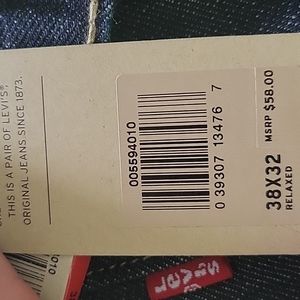 THIS IS A PAIR OF LEVI'S®
ORIGINAL JEANS SINCE 1873.
005594010
0 39307 13476 7
38X32
RELAXED
MSRP $58.00